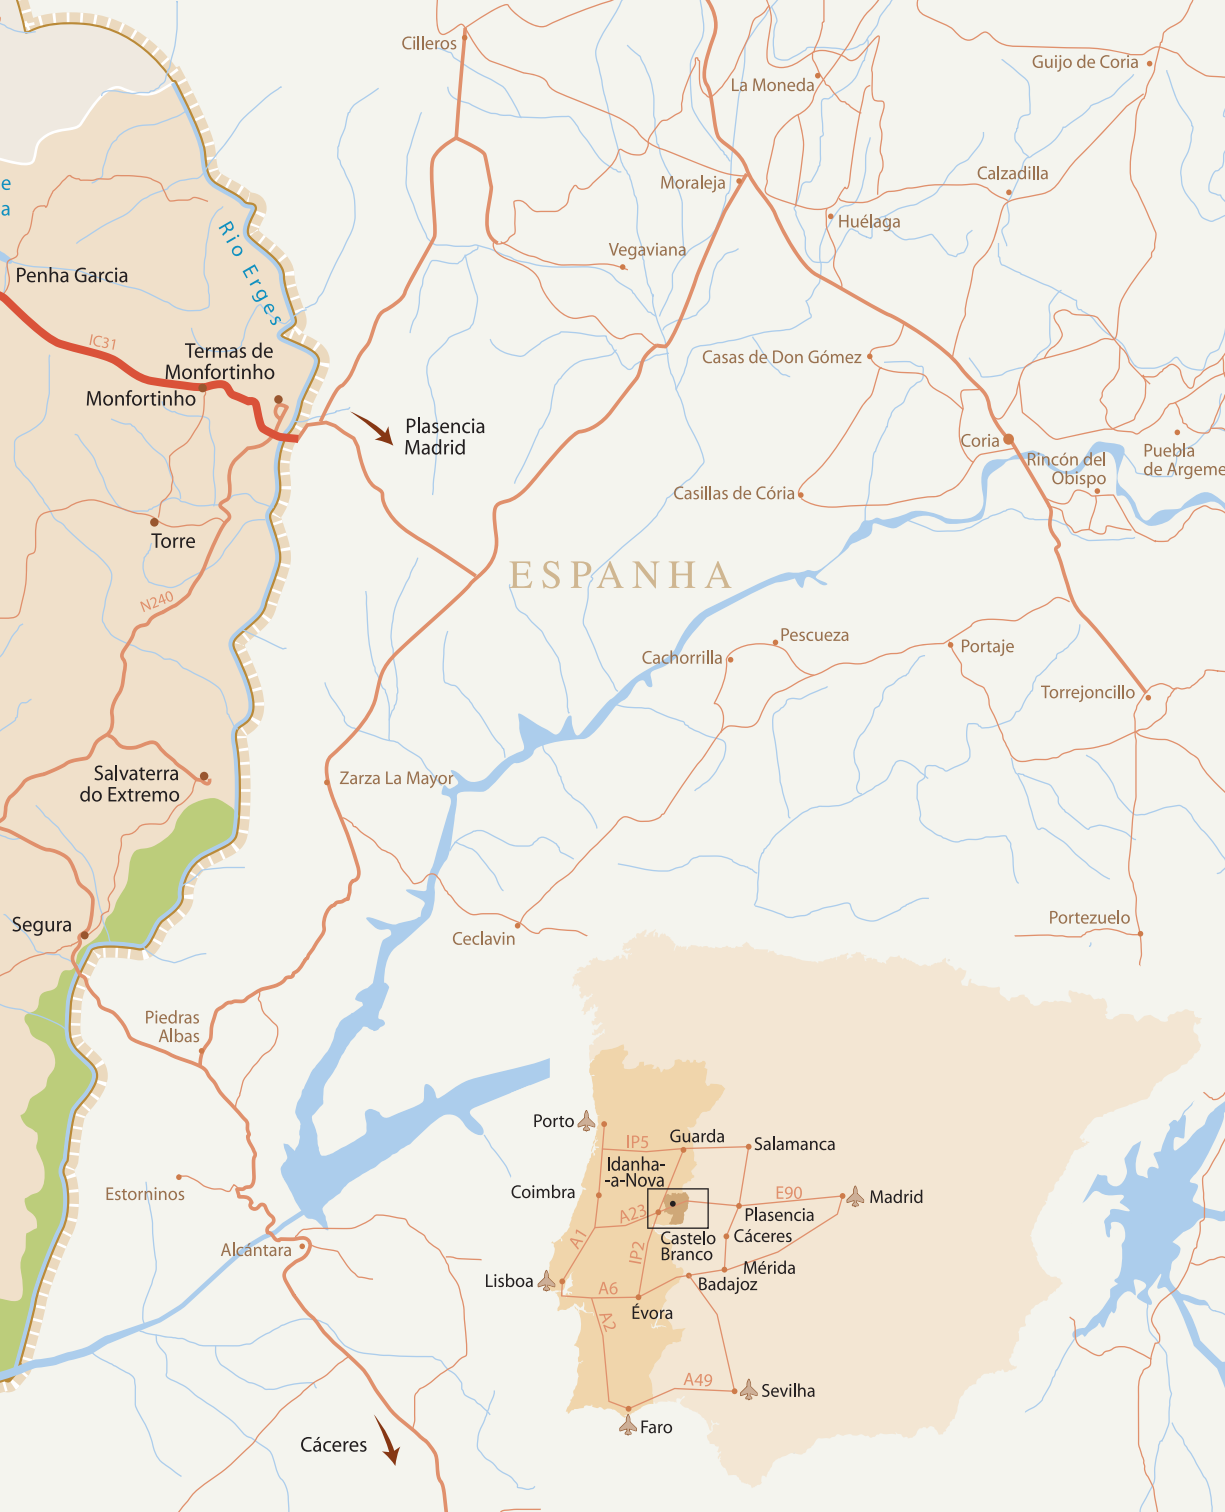 Cilleros
Guijo de Coria
La Moneda
Moraleja
Calzadilla
e
a
Huélaga
Rio Erges
Vegaviana
Penha Garcia
IC31
Termas de
Monfortinho
Monfortinho
Casas de Don Gómez
Plasencia
Madrid
Coria
Rincón del
Obispo
Puebla
de Argeme
Casillas de Cória
Torre
ESPANHA
N240
Pescueza
Cachorrilla
Portaje
Torrejoncillo
Salvaterra
do Extremo
Zarza La Mayor
Segura
Ceclavin
Portezuelo
Piedras
Albas
Porto
IP5
Guarda
Salamanca
Idanha-
-a-Nova
Estorninos
Coimbra
E90
Madrid
A23
Plasencia
Alcántara
A1
IP2
Castelo
Branco
Cáceres
Mérida
Lisboa
A6
Badajoz
Évora
A2
A49
Sevilha
Cáceres
Faro